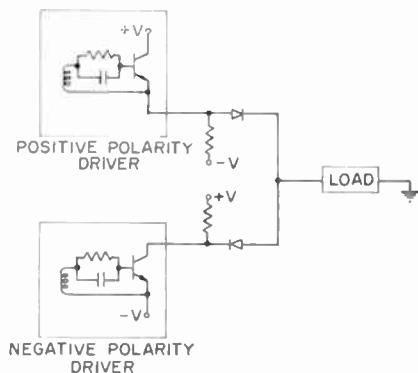 +V
POSITIVE POLARITY
DRIVER
-V
+V
LOAD
-V
NEGATIVE POLARITY
DRIVER